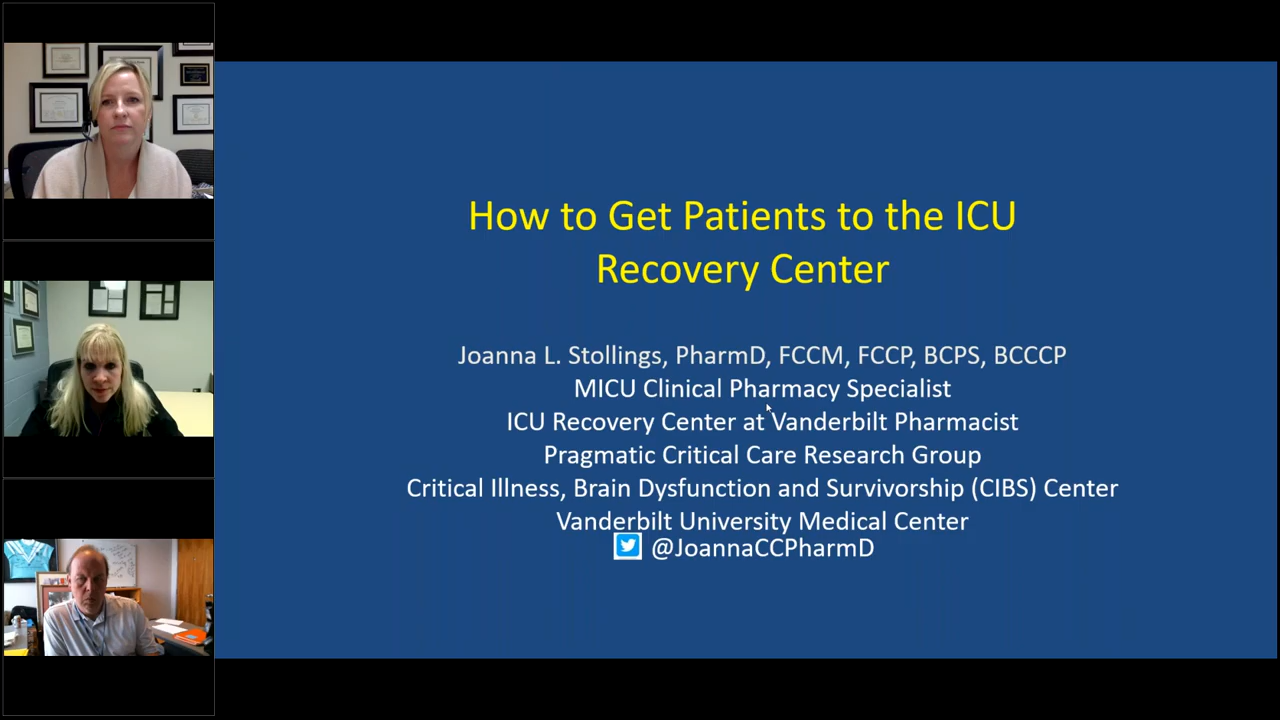 How to Get Patients to the ICU
Recovery Center
Joanna L. Stollings, PharmD, FCCM, FCCP, BCPS, BCCCP
MICU Clinical Pharmacy Specialist
ICU Recovery Center at Vanderbilt Pharmacist
Pragmatic Critical Care Research Group
Critical Illness, Brain Dysfunction and Survivorship (CIBS) Center
Vanderbilt University Medical Center
@JoannaCCPharmD